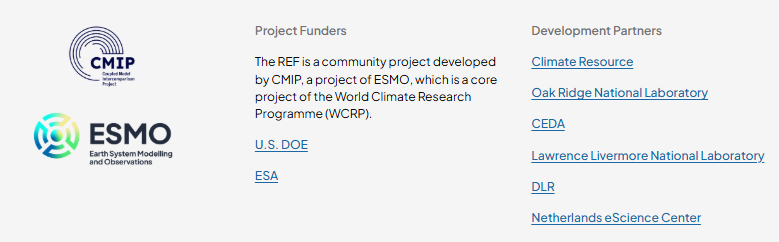 CMIP
Coupled Model
Intercomparison
Project
ESMO
Earth System Modelling
and Observations
Project Funders
The REF is a community project developed
by CMIP, a project of ESMO, which is a core
project of the World Climate Research
Programme (WCRP).
U.S. DOE
ESA
Development Partners
Climate Resource
Oak Ridge National Laboratory
CEDA
Lawrence Livermore National Laboratory
DLR
Netherlands eScience Center